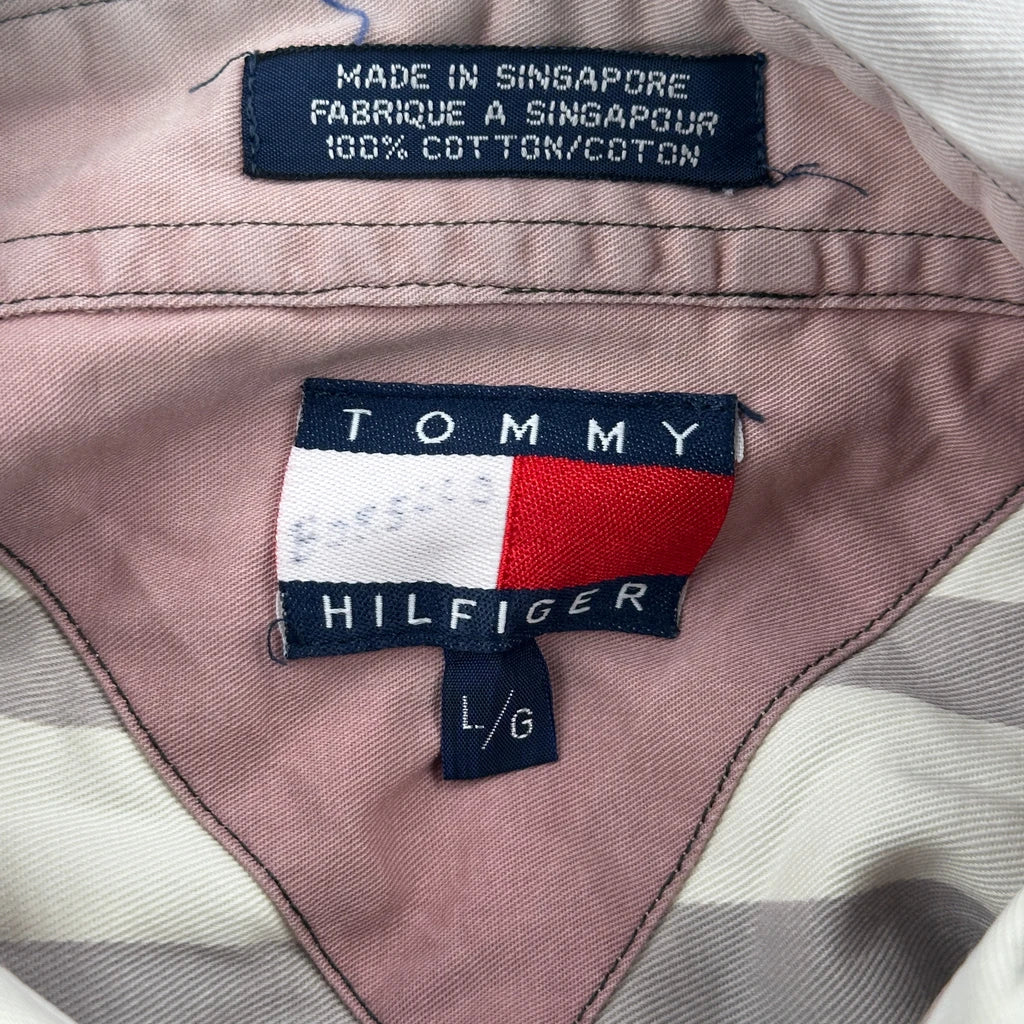 MADE IN SINGAPORE
FABRIQUE A SINGAPOUR
100% COTTON/COTON
TOMMY
HILFIGER
L/G